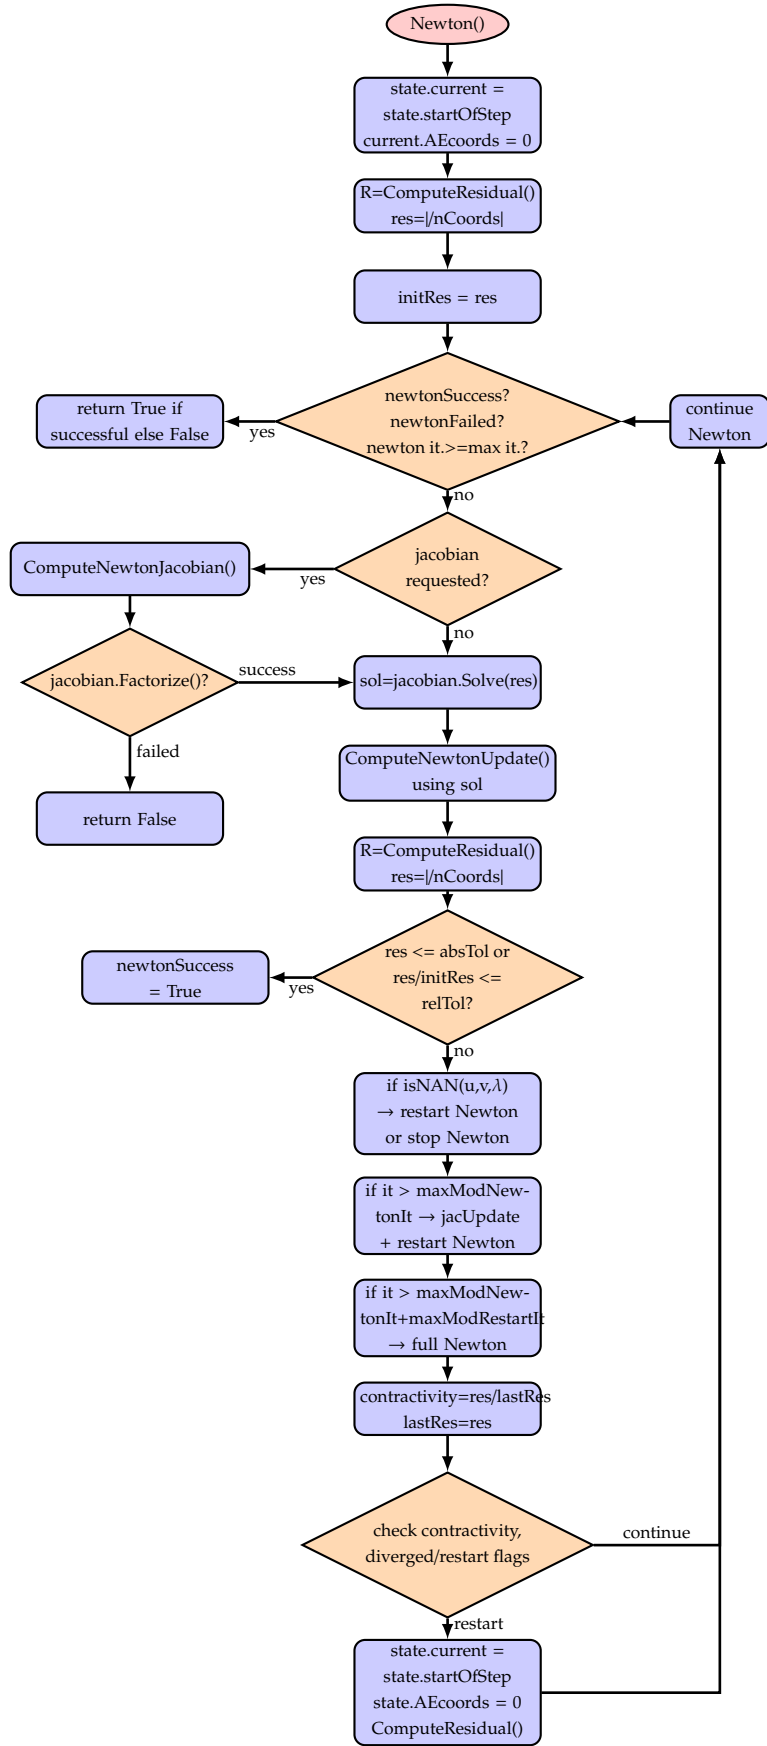 Newton()
state.current =
state.startOfStep
current.AEcoords = 0
R=ComputeResidual()
res=|/nCoords|
initRes = res
newtonSuccess?
newtonFailed?
newton it.>=max it.?
return True if
successful else False
yes
continue
Newton
no
jacobian
requested?
ComputeNewtonJacobian()
yes
no
jacobian.Factorize()?
success
sol=jacobian.Solve(res)
failed
ComputeNewtonUpdate()
using sol
return False
R=ComputeResidual()
res=|/nCoords|
res <= absTol or
res/initRes <=
relTol?
newtonSuccess
= True
yes
no
if isNAN(u,v,λ)
→ restart Newton
or stop Newton
if it > maxModNew-
tonIt → jacUpdate
+ restart Newton
if it > maxModNew-
tonIt+maxModRestartIt
→ full Newton
contractivity=res/lastRes
lastRes=res
check contractivity,
diverged/restart flags
continue
restart
state.current =
state.startOfStep
state.AEcoords = 0
ComputeResidual()